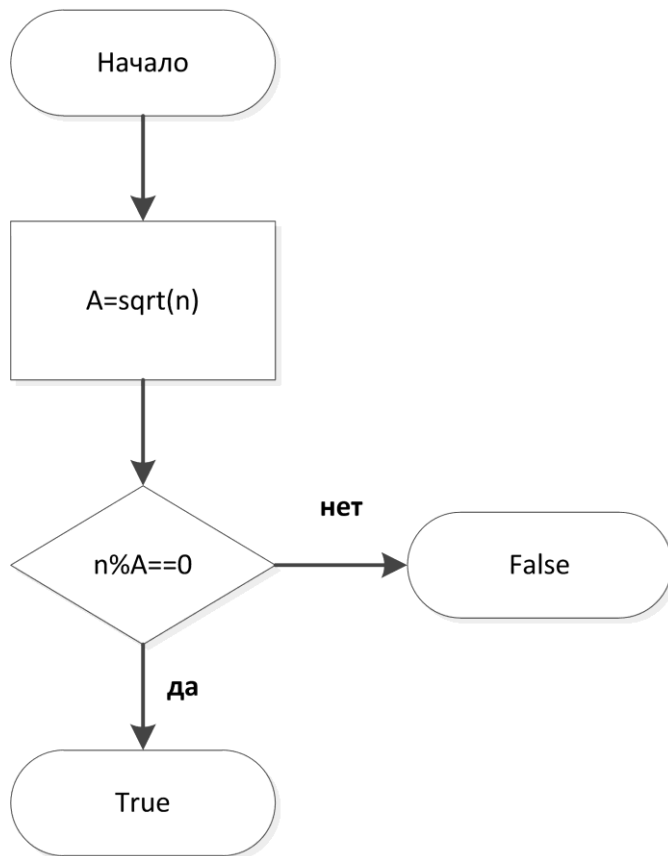 Начало
A=sqrt(n)
n%A==0
нет
False
да
True